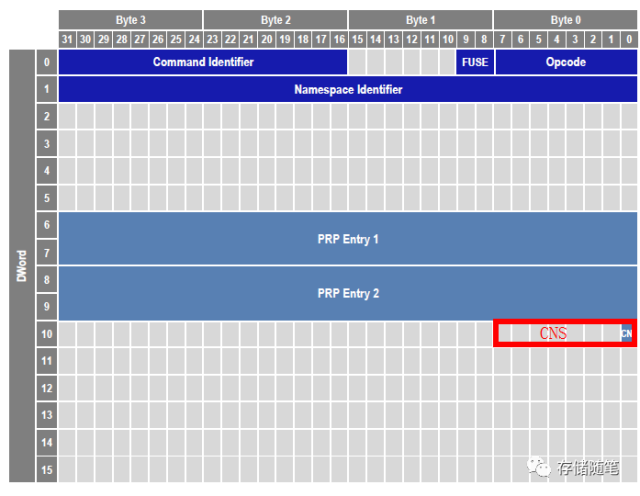 Byte 3 Byte 2 Byte 1 Byte 0
31 30 29 28 27 26 25 24 23 22 21 20 19 18 17 16 15 14 13 12 11 10 9 8 7 6 5 4 3 2 1 0
0 Command Identifier FUSE Opcode
1 Namespace Identifier
2
3
4
5
6
PRP Entry 1
7
DWord
8
PRP Entry 2
9
10 CNS CN
11
12
13
14
15
存储随笔